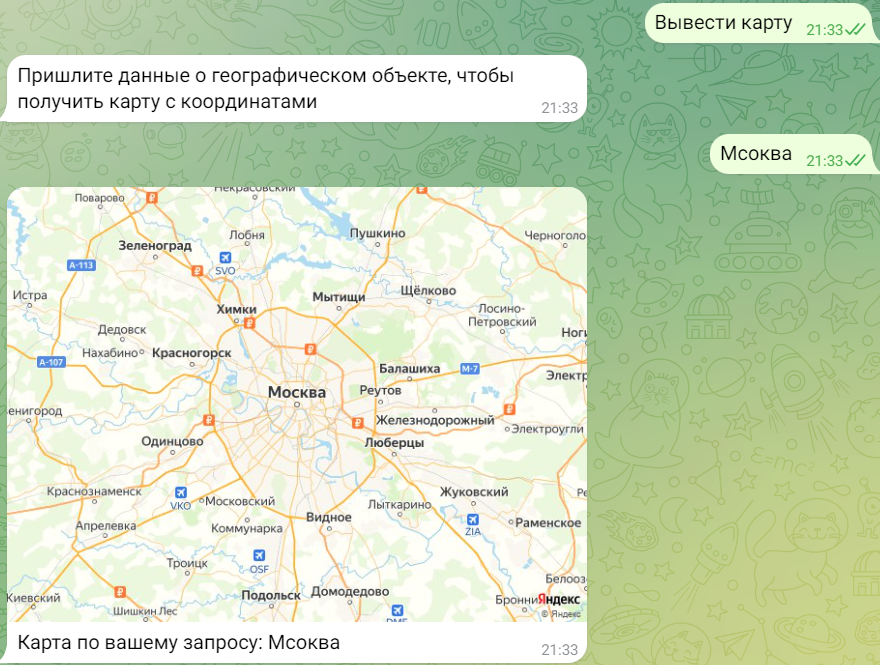 Вывести карту 21:33
Пришлите данные о географическом объекте, чтобы
получить карту с координатами 21:33
Мсоква 21:33
Некрасовский
Поварово
Лобня
Пушкино
Черноголо
Зеленоград
А-113
SVO
Истра
Мытищи
Щёлково
Химки
Лосино-
Петровский
Дедовск
Ноги
Нахабино
Красногорск
А-107
Балашиха
М-7
Электр
Москва
Реутов
енигород
Железнодорожный
Электроугли
Одинцово
Люберцы
Краснознаменск
VKO
Московский
Жуковский
Ре
Лыткарино
Апрелевка
Коммунарка
Видное
ZIA
Раменское
Троицк
OSF
Белооз
Киевский
Подольск
Домодедово
Бронни
Яндекс
Шишкин Лес
DME
© Яндекс
Карта по вашему запросу: Мсоква 21:33